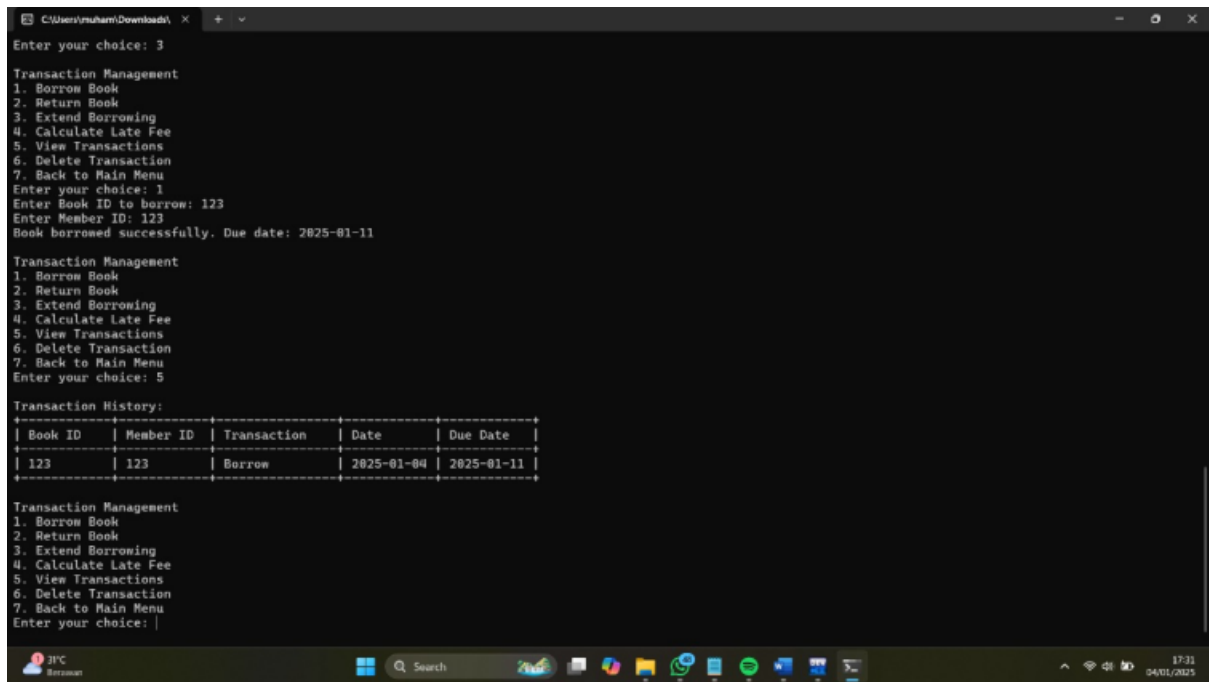 C:\Users\muham\Downloads\
Enter your choice: 3
Transaction Management
1. Borrow Book
2. Return Book
3. Extend Borrowing
4. Calculate Late Fee
5. View Transactions
6. Delete Transaction
7. Back to Main Menu
Enter your choice: 1
Enter Book ID to borrow: 123
Enter Member ID: 123
Book borrowed successfully. Due date: 2025-01-11
Transaction Management
1. Borrow Book
2. Return Book
3. Extend Borrowing
4. Calculate Late Fee
5. View Transactions
6. Delete Transaction
7. Back to Main Menu
Enter your choice: 5
Transaction History:
+------------+------------+----------------+------------+------------+
| Book ID | Member ID | Transaction | Date | Due Date |
+------------+------------+----------------+------------+------------+
| 123 | 123 | Borrow | 2025-01-04 | 2025-01-11 |
+------------+------------+----------------+------------+------------+
Transaction Management
1. Borrow Book
2. Return Book
3. Extend Borrowing
4. Calculate Late Fee
5. View Transactions
6. Delete Transaction
7. Back to Main Menu
Enter your choice:
31°C
Berawan
Search
17:31
04/01/2025